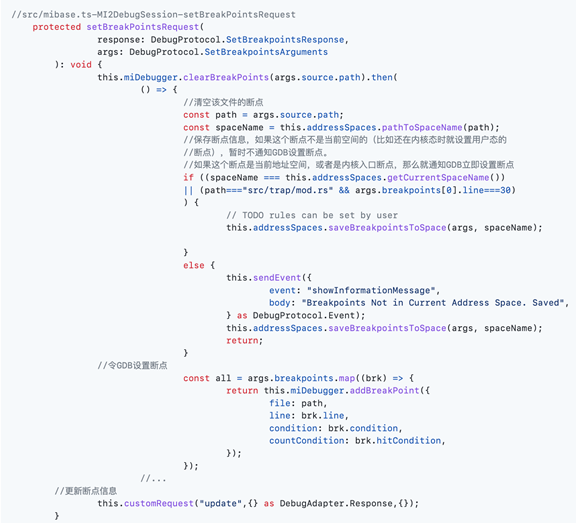 //src/mibase.ts-MI2DebugSession-setBreakPointsRequest
protected setBreakPointsRequest(
response: DebugProtocol.SetBreakpointsResponse,
args: DebugProtocol.SetBreakpointsArguments
): void {
this.miDebugger.clearBreakPoints(args.source.path).then(
() => {
//清空该文件的断点
const path = args.source.path;
const spaceName = this.addressSpaces.pathToSpaceName(path);
//保存断点信息，如果这个断点不是当前空间的（比如还在内核态时就设置用户态的
//断点），暂时不通知GDB设置断点。
//如果这个断点是当前地址空间，或者是内核入口断点，那么就通知GDB立即设置断点
if ((spaceName === this.addressSpaces.getCurrentSpaceName())
|| (path==="src/trap/mod.rs" && args.breakpoints[0].line===30)
) {
// TODO rules can be set by user
this.addressSpaces.saveBreakpointsToSpace(args, spaceName);
}
else {
this.sendEvent({
event: "showInformationMessage",
body: "Breakpoints Not in Current Address Space. Saved",
} as DebugProtocol.Event);
this.addressSpaces.saveBreakpointsToSpace(args, spaceName);
return;
}
//令GDB设置断点
const all = args.breakpoints.map((brk) => {
return this.miDebugger.addBreakPoint({
file: path,
line: brk.line,
condition: brk.condition,
countCondition: brk.hitCondition,
});
});
//...
//更新断点信息
this.customRequest("update",{} as DebugAdapter.Response,{});
}